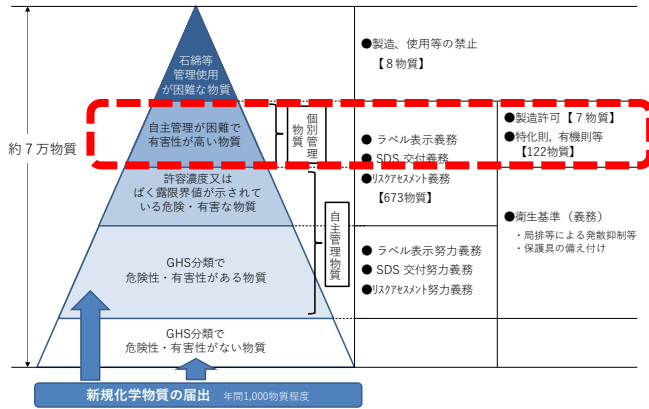 石綿等
管理使用
が困難な物質
●製造、使用等の禁止
【８物質】
約７万物質
自主管理が困難で
有害性が高い物質
個別管理
物質
● ラベル表示義務
● SDS 交付義務
●ﾘｽｸｱｾｽﾒﾝﾄ義務
【673物質】
●製造許可【７物質】
●特化則、有機則等
【122物質】
許容濃度又は
ばく露限界値が示されて
いる危険・有害な物質
自主管理物質
●衛生基準（義務）
・局排等による発散抑制等
・保護具の備え付け
GHS分類で
危険性・有害性がある物質
● ラベル表示努力義務
● SDS 交付努力義務
●ﾘｽｸｱｾｽﾒﾝﾄ努力義務
GHS分類で
危険性・有害性がない物質
新規化学物質の届出 年間1,000物質程度